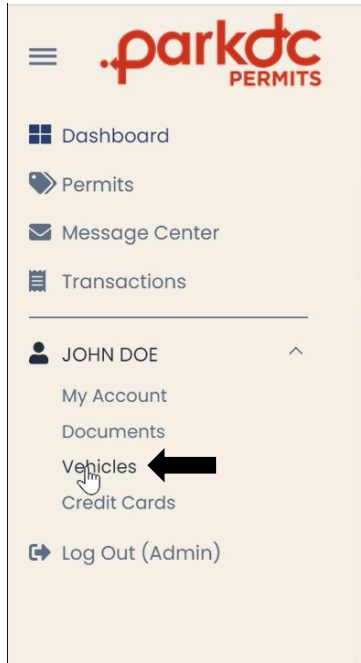 parkdc
PERMITS
Dashboard
Permits
Message Center
Transactions
JOHN DOE
My Account
Documents
Vehicles
Credit Cards
Log Out (Admin)